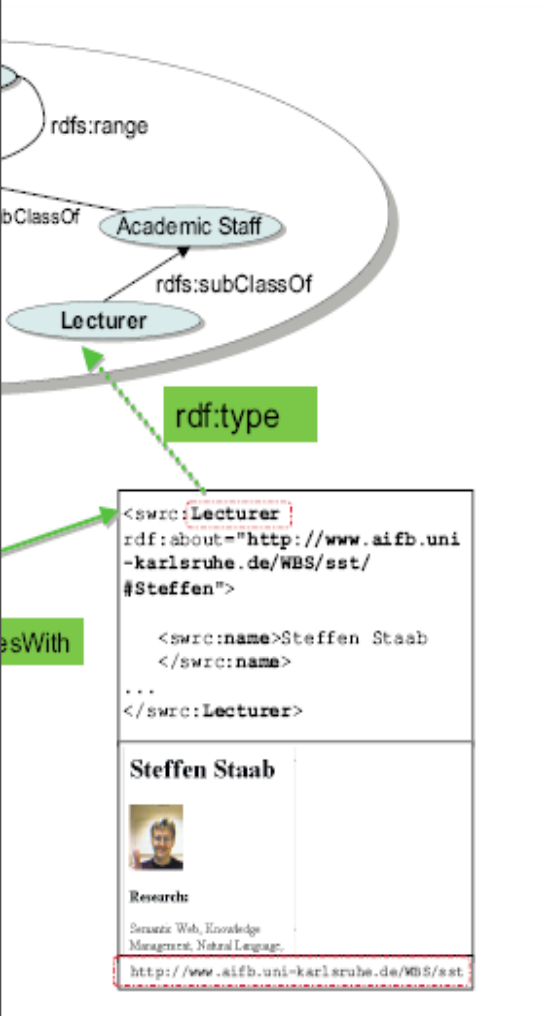 rdfs:range
bClassOf
Academic Staff
rdfs:subClassOf
Lecturer
rdf:type
<swrc:Lecturer
rdf:about="http://www.aifb.uni
-karlsruhe.de/WBS/sst/
#Steffen">
<swrc:name>Steffen Staab
</swrc:name>
...
</swrc:Lecturer>
esWith
Steffen Staab
Research:
Semantic Web, Knowledge
Management, Natural Language,
http://www.aifb.uni-karlsruhe.de/WBS/sst